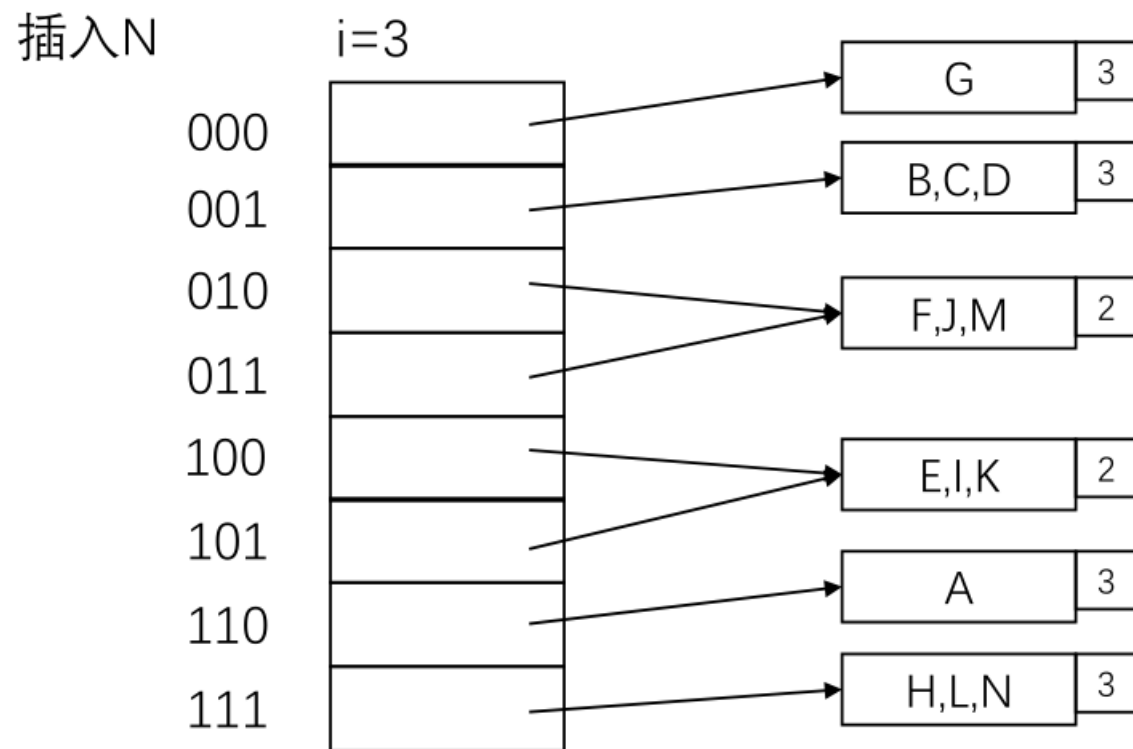 插入N
i=3
000
001
010
011
100
101
110
111
G 3
B,C,D 3
F,J,M 2
E,I,K 2
A 3
H,L,N 3